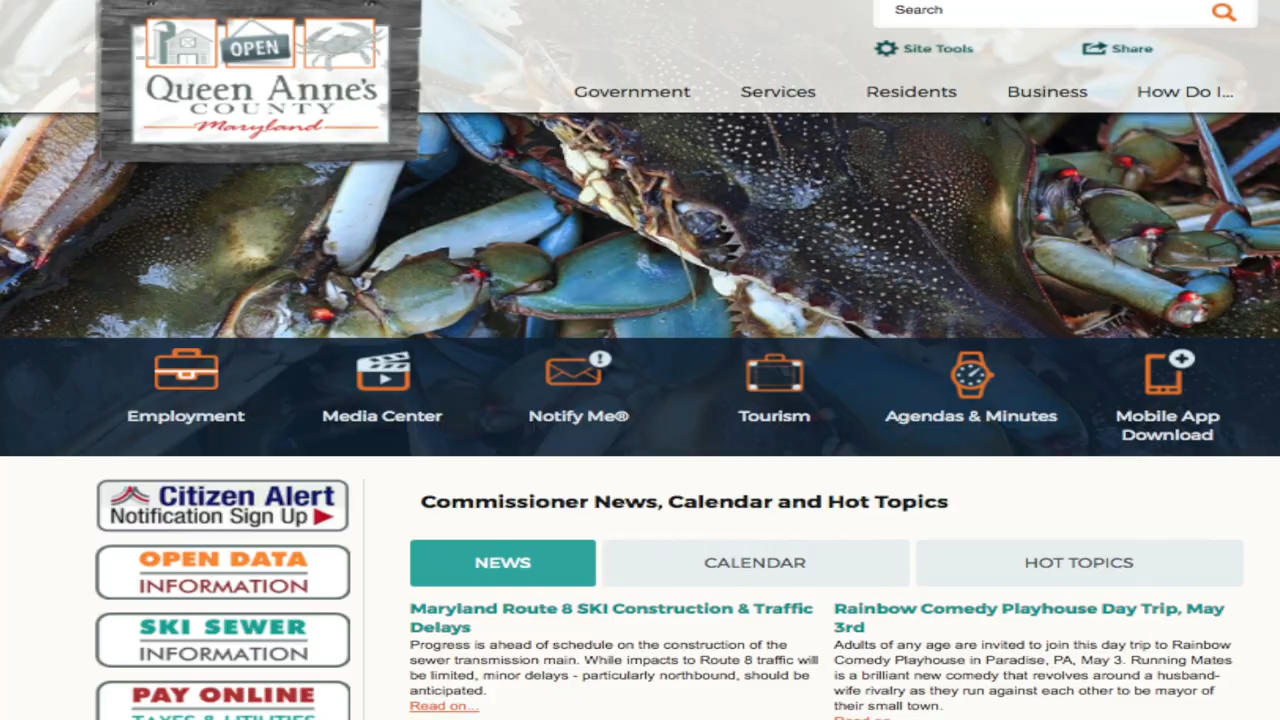 Search
OPEN
Queen Anne's
COUNTY
Maryland
Site Tools
Share
Government
Services
Residents
Business
How Do I...
Employment
Media Center
Notify Me®
Tourism
Agendas & Minutes
Mobile App
Download
Citizen Alert
Notification Sign Up
OPEN DATA
INFORMATION
SKI SEWER
INFORMATION
PAY ONLINE
TAXES & UTILITIES
Commissioner News, Calendar and Hot Topics
NEWS
CALENDAR
HOT TOPICS
Maryland Route 8 SKI Construction & Traffic
Delays
Progress is ahead of schedule on the construction of the
sewer transmission main. While impacts to Route 8 traffic will
be limited, minor delays - particularly northbound, should be
anticipated.
Read on...
Rainbow Comedy Playhouse Day Trip, May
3rd
Adults of any age are invited to join this day trip to Rainbow
Comedy Playhouse in Paradise, PA, May 3. Running Mates
is a brilliant new comedy that revolves around a husband-
wife rivalry as they run against each other to be mayor of
their small town.
Read on...